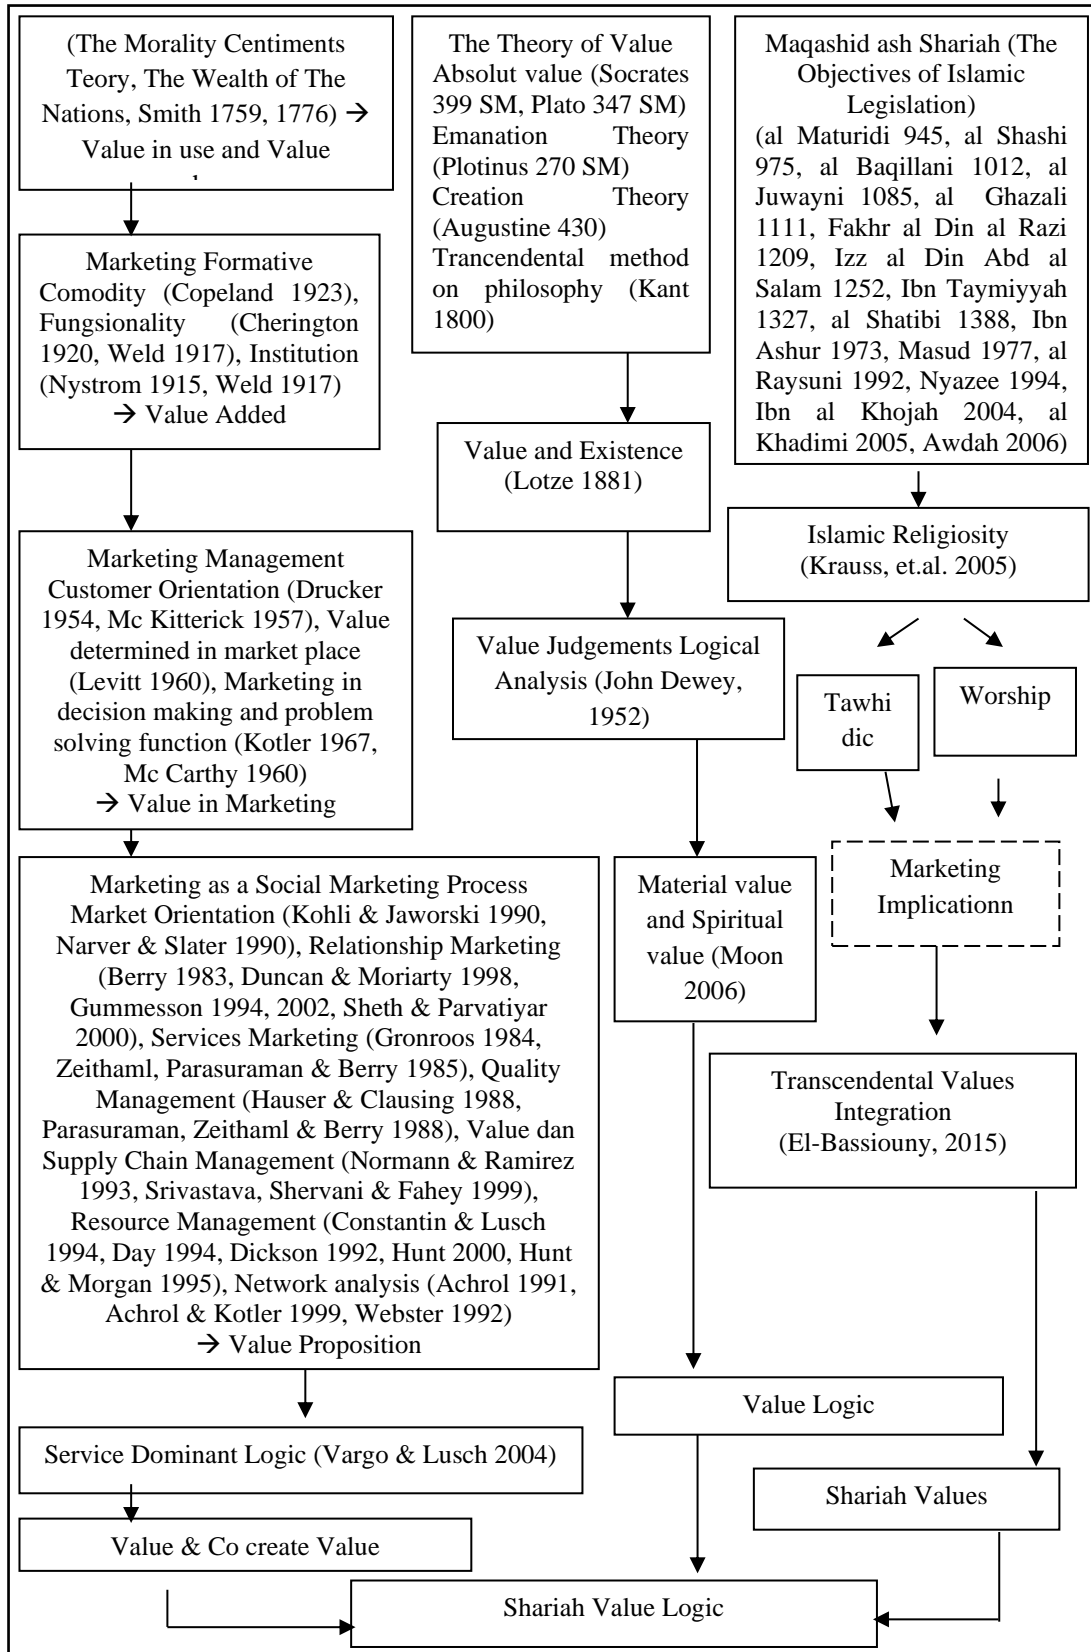 (The Morality Centiments
Teory, The Wealth of The
Nations, Smith 1759, 1776) →
Value in use and Value
Marketing Formative
Comodity (Copeland 1923),
Fungsionality (Cherington
1920, Weld 1917), Institution
(Nystrom 1915, Weld 1917)
→ Value Added
Marketing Management
Customer Orientation (Drucker
1954, Mc Kitterick 1957), Value
determined in market place
(Levitt 1960), Marketing in
decision making and problem
solving function (Kotler 1967,
Mc Carthy 1960)
→ Value in Marketing
Marketing as a Social Marketing Process
Market Orientation (Kohli & Jaworski 1990,
Narver & Slater 1990), Relationship Marketing
(Berry 1983, Duncan & Moriarty 1998,
Gummesson 1994, 2002, Sheth & Parvatiyar
2000), Services Marketing (Gronroos 1984,
Zeithaml, Parasuraman & Berry 1985), Quality
Management (Hauser & Clausing 1988,
Parasuraman, Zeithaml & Berry 1988), Value dan
Supply Chain Management (Normann & Ramirez
1993, Srivastava, Shervani & Fahey 1999),
Resource Management (Constantin & Lusch
1994, Day 1994, Dickson 1992, Hunt 2000, Hunt
& Morgan 1995), Network analysis (Achrol 1991,
Achrol & Kotler 1999, Webster 1992)
→ Value Proposition
Service Dominant Logic (Vargo & Lusch 2004)
Value & Co create Value
The Theory of Value
Absolut value (Socrates
399 SM, Plato 347 SM)
Emanation Theory
(Plotinus 270 SM)
Creation Theory
(Augustine 430)
Trancendental method
on philosophy (Kant
1800)
Value and Existence
(Lotze 1881)
Value Judgements Logical
Analysis (John Dewey,
1952)
Material value
and Spiritual
value (Moon
2006)
Value Logic
Maqashid ash Shariah (The
Objectives of Islamic
Legislation)
(al Maturidi 945, al Shashi
975, al Baqillani 1012, al
Juwayni 1085, al Ghazali
1111, Fakhr al Din al Razi
1209, Izz al Din Abd al
Salam 1252, Ibn Taymiyyah
1327, al Shatibi 1388, Ibn
Ashur 1973, Masud 1977, al
Raysuni 1992, Nyazee 1994,
Ibn al Khojah 2004, al
Khadimi 2005, Awdah 2006)
Islamic Religiosity
(Krauss, et.al. 2005)
Tawhi
dic
Worship
Marketing
Implicationn
Transcendental Values
Integration
(El-Bassiouny, 2015)
Shariah Values
Shariah Value Logic